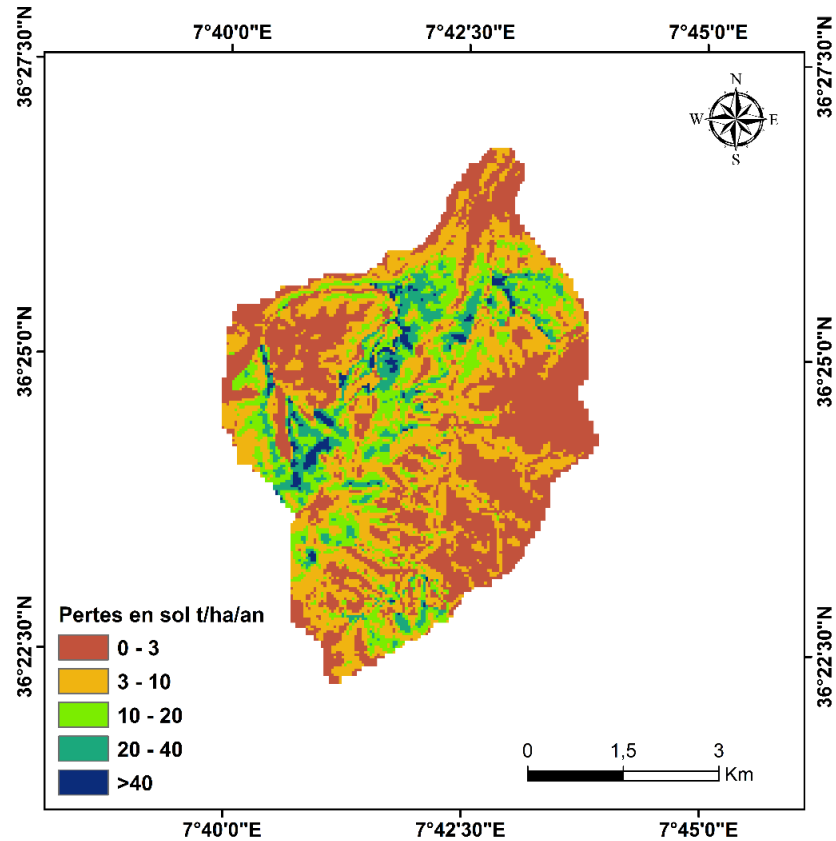 7°40'0"E 7°42'30"E 7°45'0"E
36°27'30"N
36°27'30"N
N
W E
S
36°25'0"N
36°25'0"N
36°22'30"N
36°22'30"N
Pertes en sol t/ha/an
0 - 3
3 - 10
10 - 20
20 - 40
>40
0 1,5 3
Km
7°40'0"E 7°42'30"E 7°45'0"E